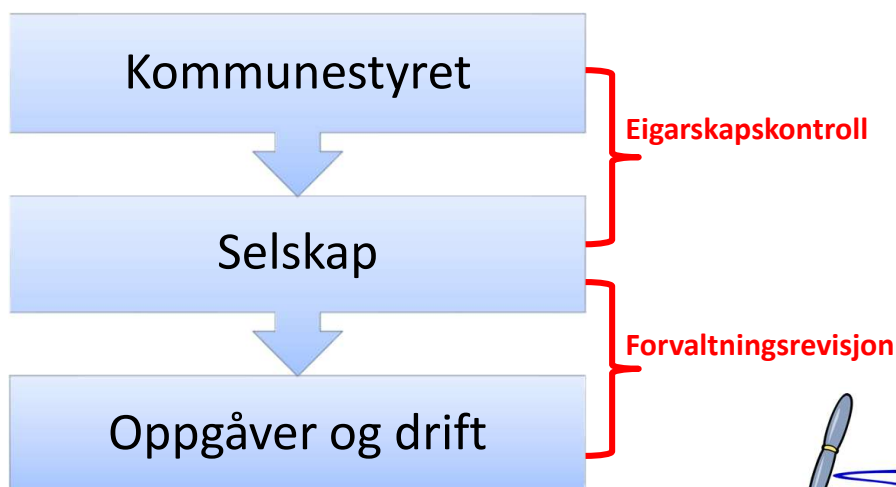 Kommunestyret
Eigarskapskontroll
Selskap
Forvaltningsrevisjon
Oppgåver og drift